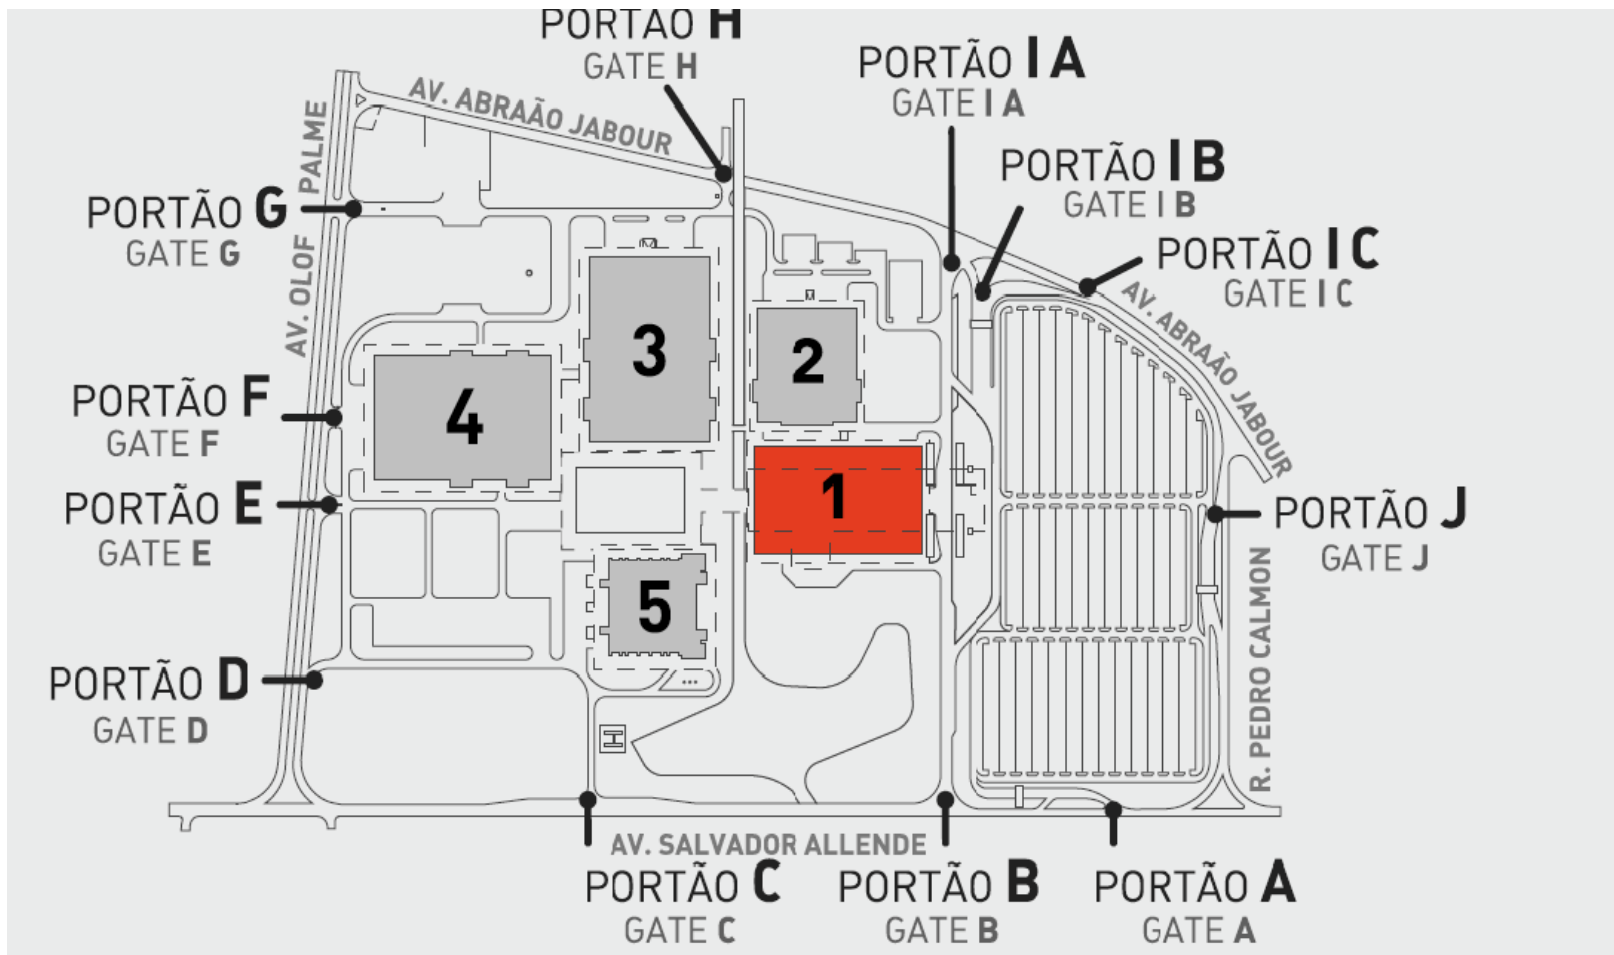 PORTÃO H
GATE H
PORTÃO I A
GATE I A
AV. ABRAÃO JABOUR
PALME
AV. OLOF
PORTÃO I B
GATE I B
PORTÃO G
GATE G
PORTÃO I C
GATE I C
AV. ABRAÃO JABOUR
3
2
4
PORTÃO F
GATE F
1
PORTÃO E
GATE E
PORTÃO J
GATE J
5
R. PEDRO CALMON
PORTÃO D
GATE D
H
AV. SALVADOR ALLENDE
PORTÃO C
GATE C
PORTÃO B
GATE B
PORTÃO A
GATE A